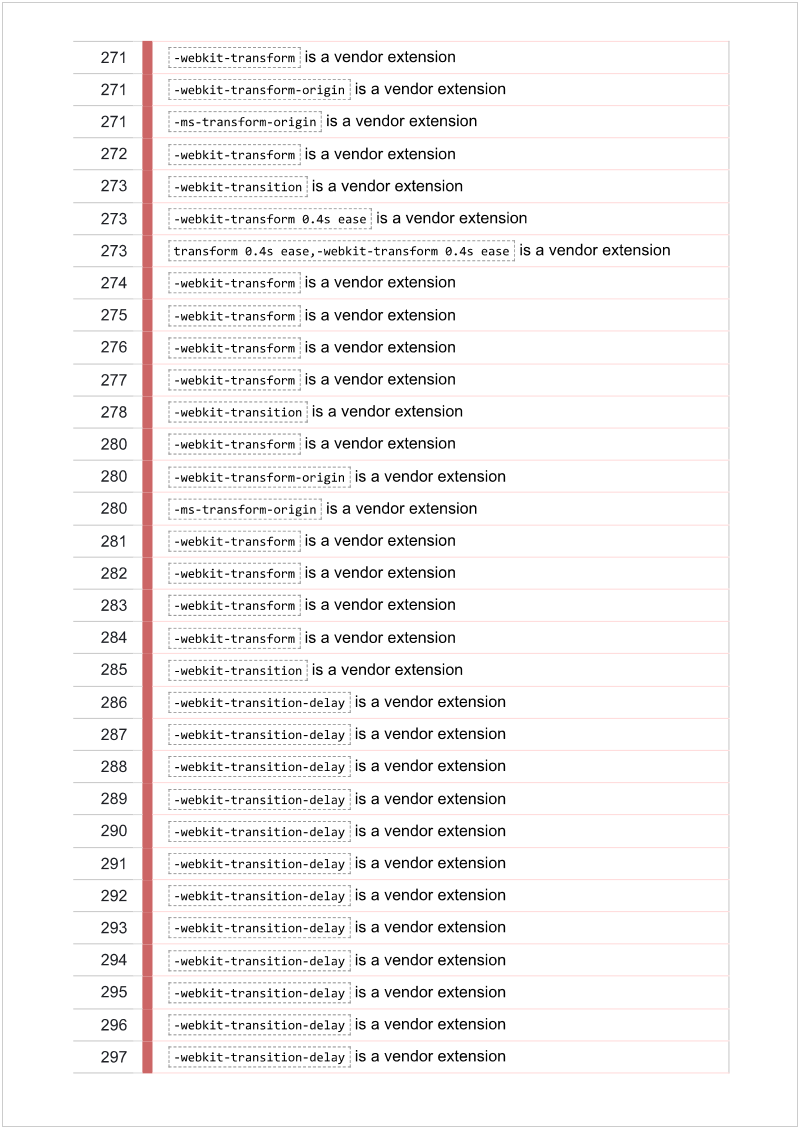 271 -webkit-transform is a vendor extension
271 -webkit-transform-origin is a vendor extension
271 -ms-transform-origin is a vendor extension
272 -webkit-transform is a vendor extension
273 -webkit-transition is a vendor extension
273 -webkit-transform 0.4s ease is a vendor extension
273 transform 0.4s ease,-webkit-transform 0.4s ease is a vendor extension
274 -webkit-transform is a vendor extension
275 -webkit-transform is a vendor extension
276 -webkit-transform is a vendor extension
277 -webkit-transform is a vendor extension
278 -webkit-transition is a vendor extension
280 -webkit-transform is a vendor extension
280 -webkit-transform-origin is a vendor extension
280 -ms-transform-origin is a vendor extension
281 -webkit-transform is a vendor extension
282 -webkit-transform is a vendor extension
283 -webkit-transform is a vendor extension
284 -webkit-transform is a vendor extension
285 -webkit-transition is a vendor extension
286 -webkit-transition-delay is a vendor extension
287 -webkit-transition-delay is a vendor extension
288 -webkit-transition-delay is a vendor extension
289 -webkit-transition-delay is a vendor extension
290 -webkit-transition-delay is a vendor extension
291 -webkit-transition-delay is a vendor extension
292 -webkit-transition-delay is a vendor extension
293 -webkit-transition-delay is a vendor extension
294 -webkit-transition-delay is a vendor extension
295 -webkit-transition-delay is a vendor extension
296 -webkit-transition-delay is a vendor extension
297 -webkit-transition-delay is a vendor extension